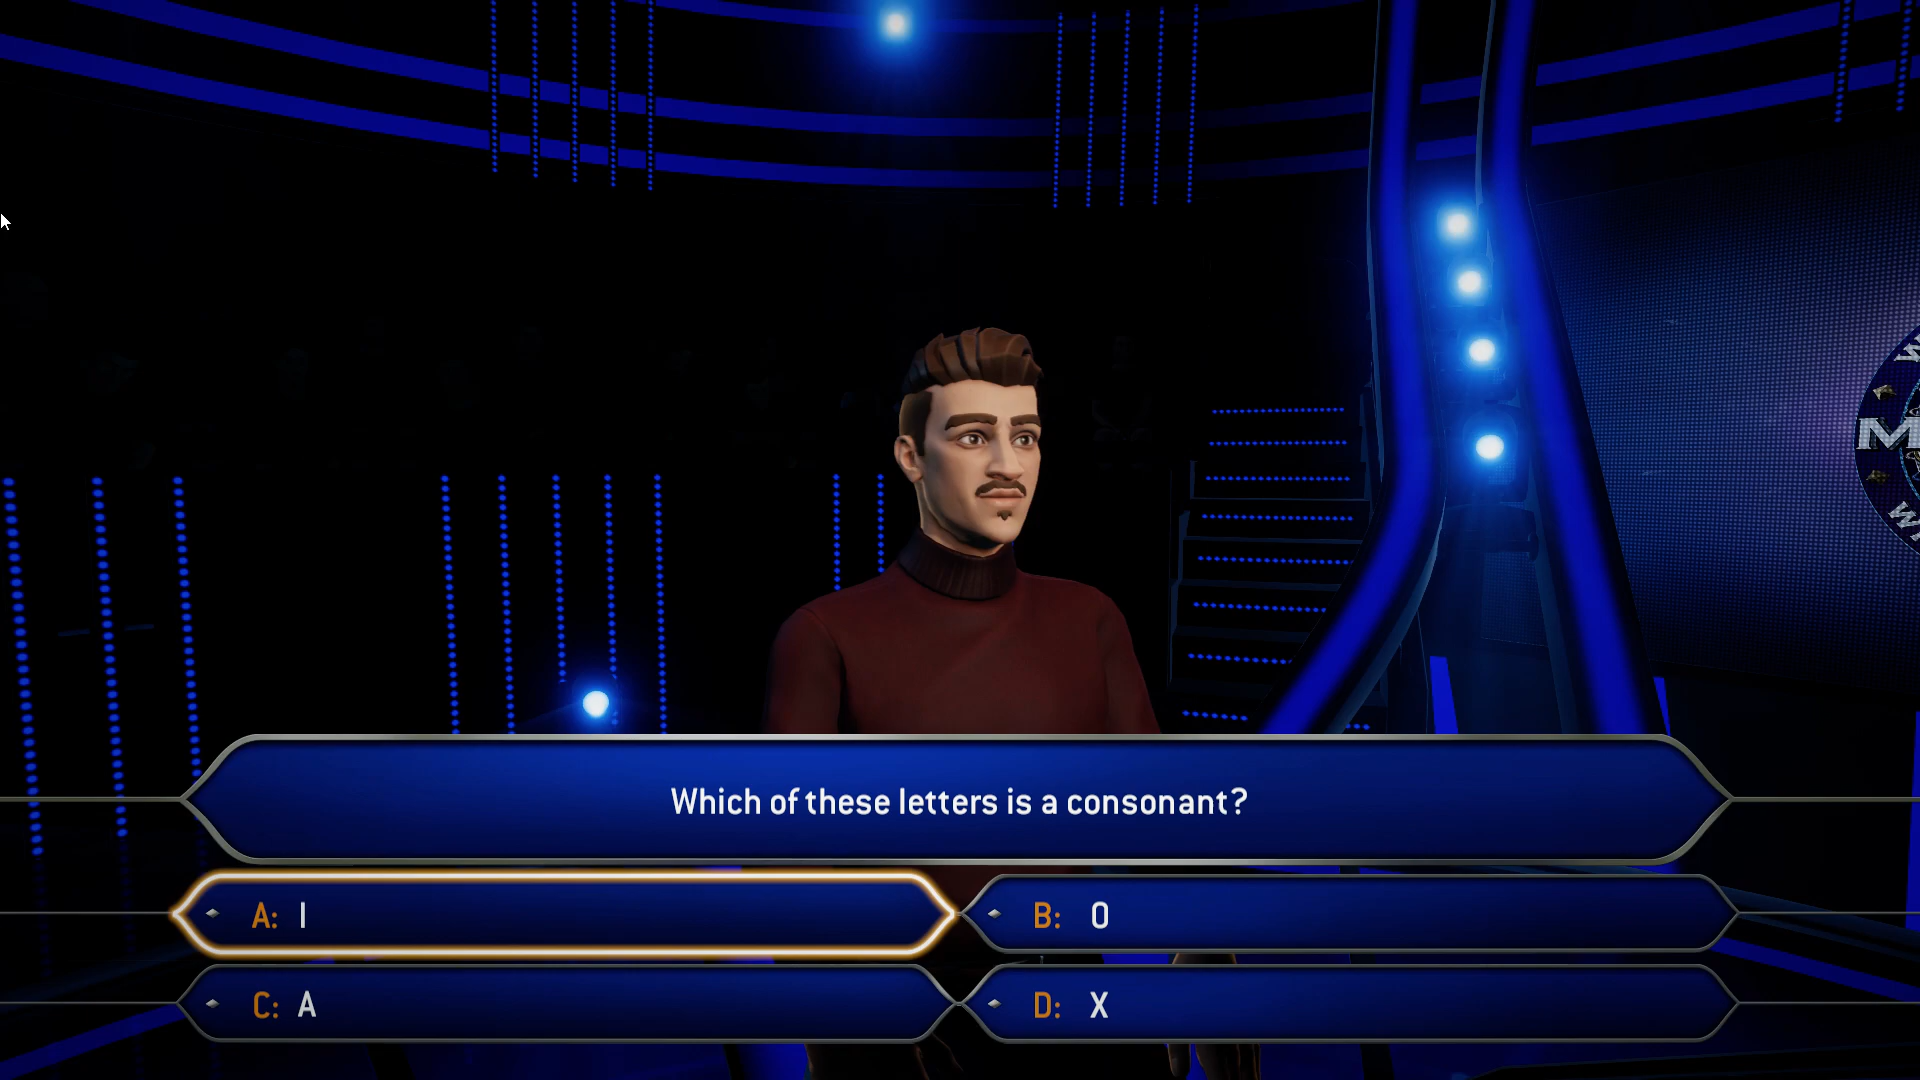 Which of these letters is a consonant?
A: I
B: O
C: A
D: X